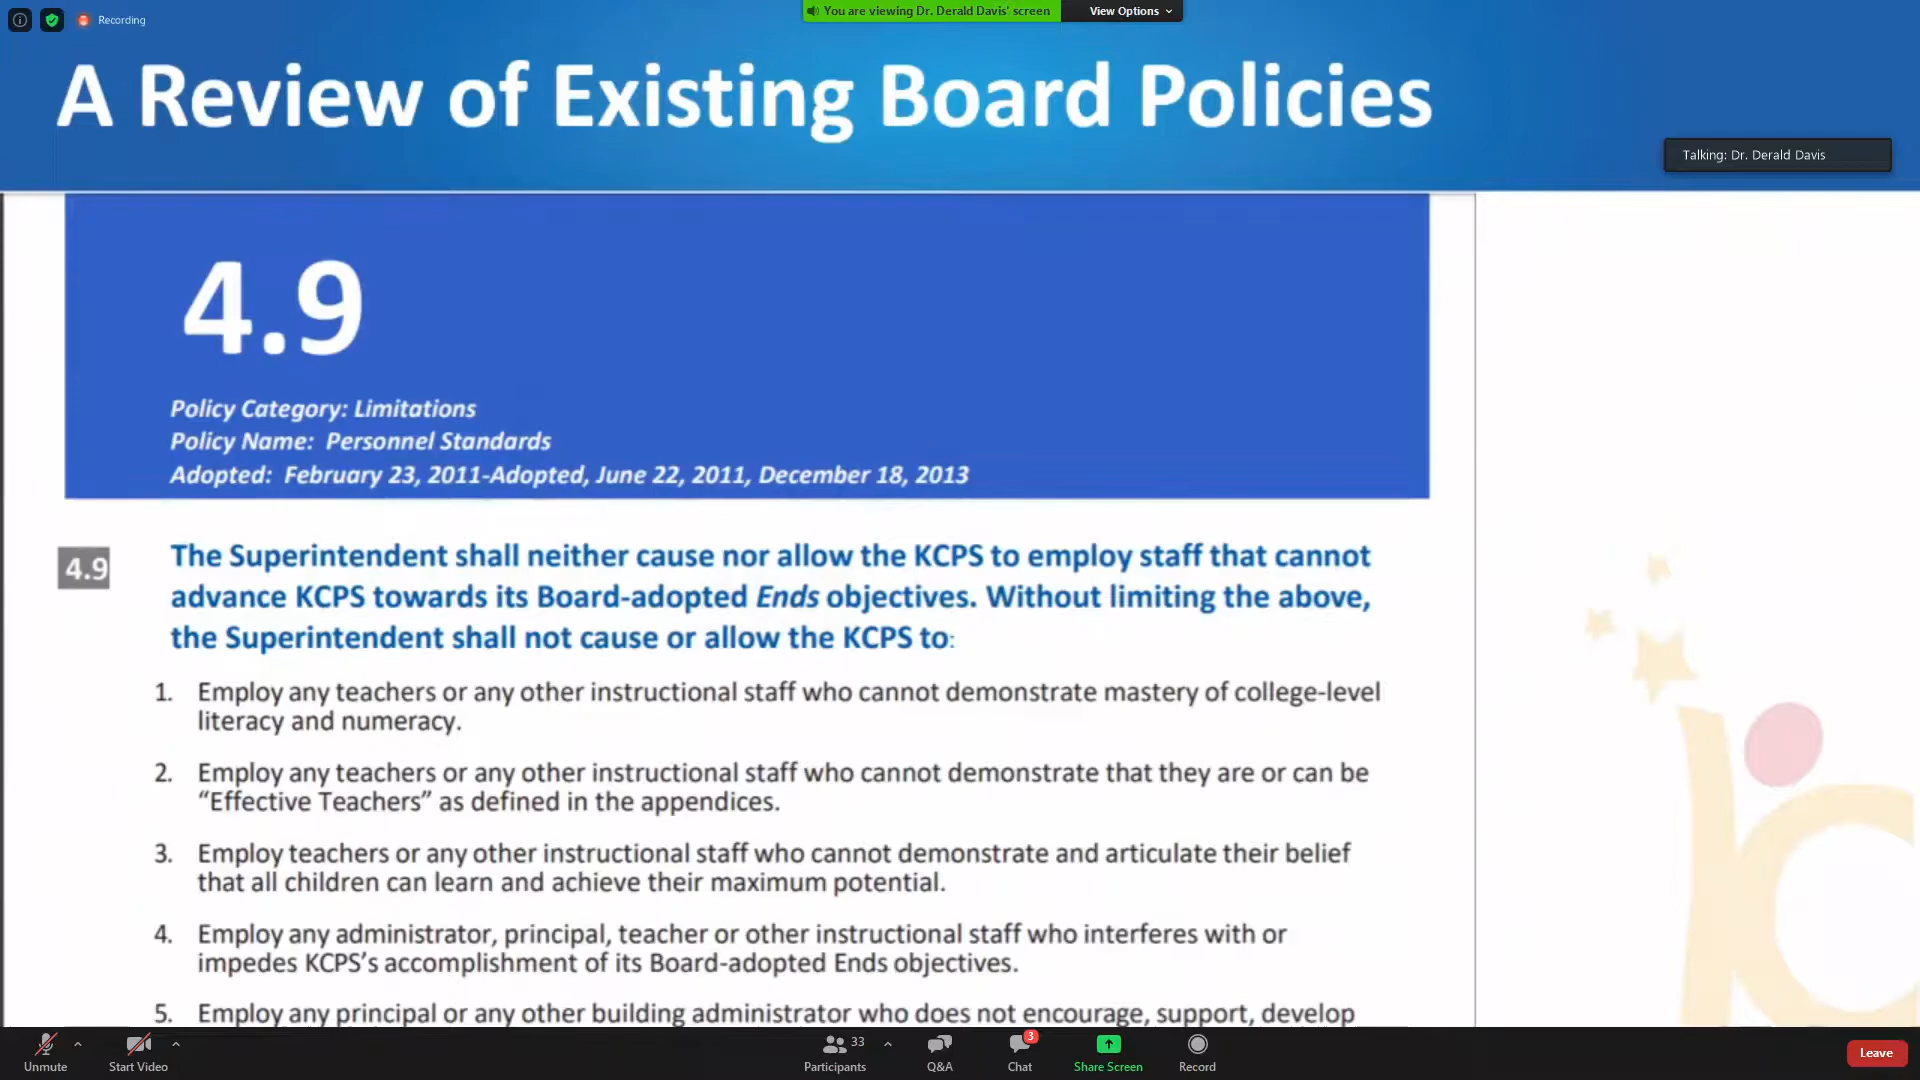 Recording
You are viewing Dr. Derald Davis' screen
View Options
A Review of Existing Board Policies
Talking: Dr. Derald Davis
4.9
Policy Category: Limitations
Policy Name: Personnel Standards
Adopted: February 23, 2011-Adopted, June 22, 2011, December 18, 2013
4.9
The Superintendent shall neither cause nor allow the KCPS to employ staff that cannot
advance KCPS towards its Board-adopted Ends objectives. Without limiting the above,
the Superintendent shall not cause or allow the KCPS to:
1. Employ any teachers or any other instructional staff who cannot demonstrate mastery of college-level
literacy and numeracy.
2. Employ any teachers or any other instructional staff who cannot demonstrate that they are or can be
“Effective Teachers” as defined in the appendices.
3. Employ teachers or any other instructional staff who cannot demonstrate and articulate their belief
that all children can learn and achieve their maximum potential.
4. Employ any administrator, principal, teacher or other instructional staff who interferes with or
impedes KCPS’s accomplishment of its Board-adopted Ends objectives.
5. Employ any principal or any other building administrator who does not encourage, support, develop
Unmute
Start Video
33
Participants
Q&A
3
Chat
Share Screen
Record
Leave